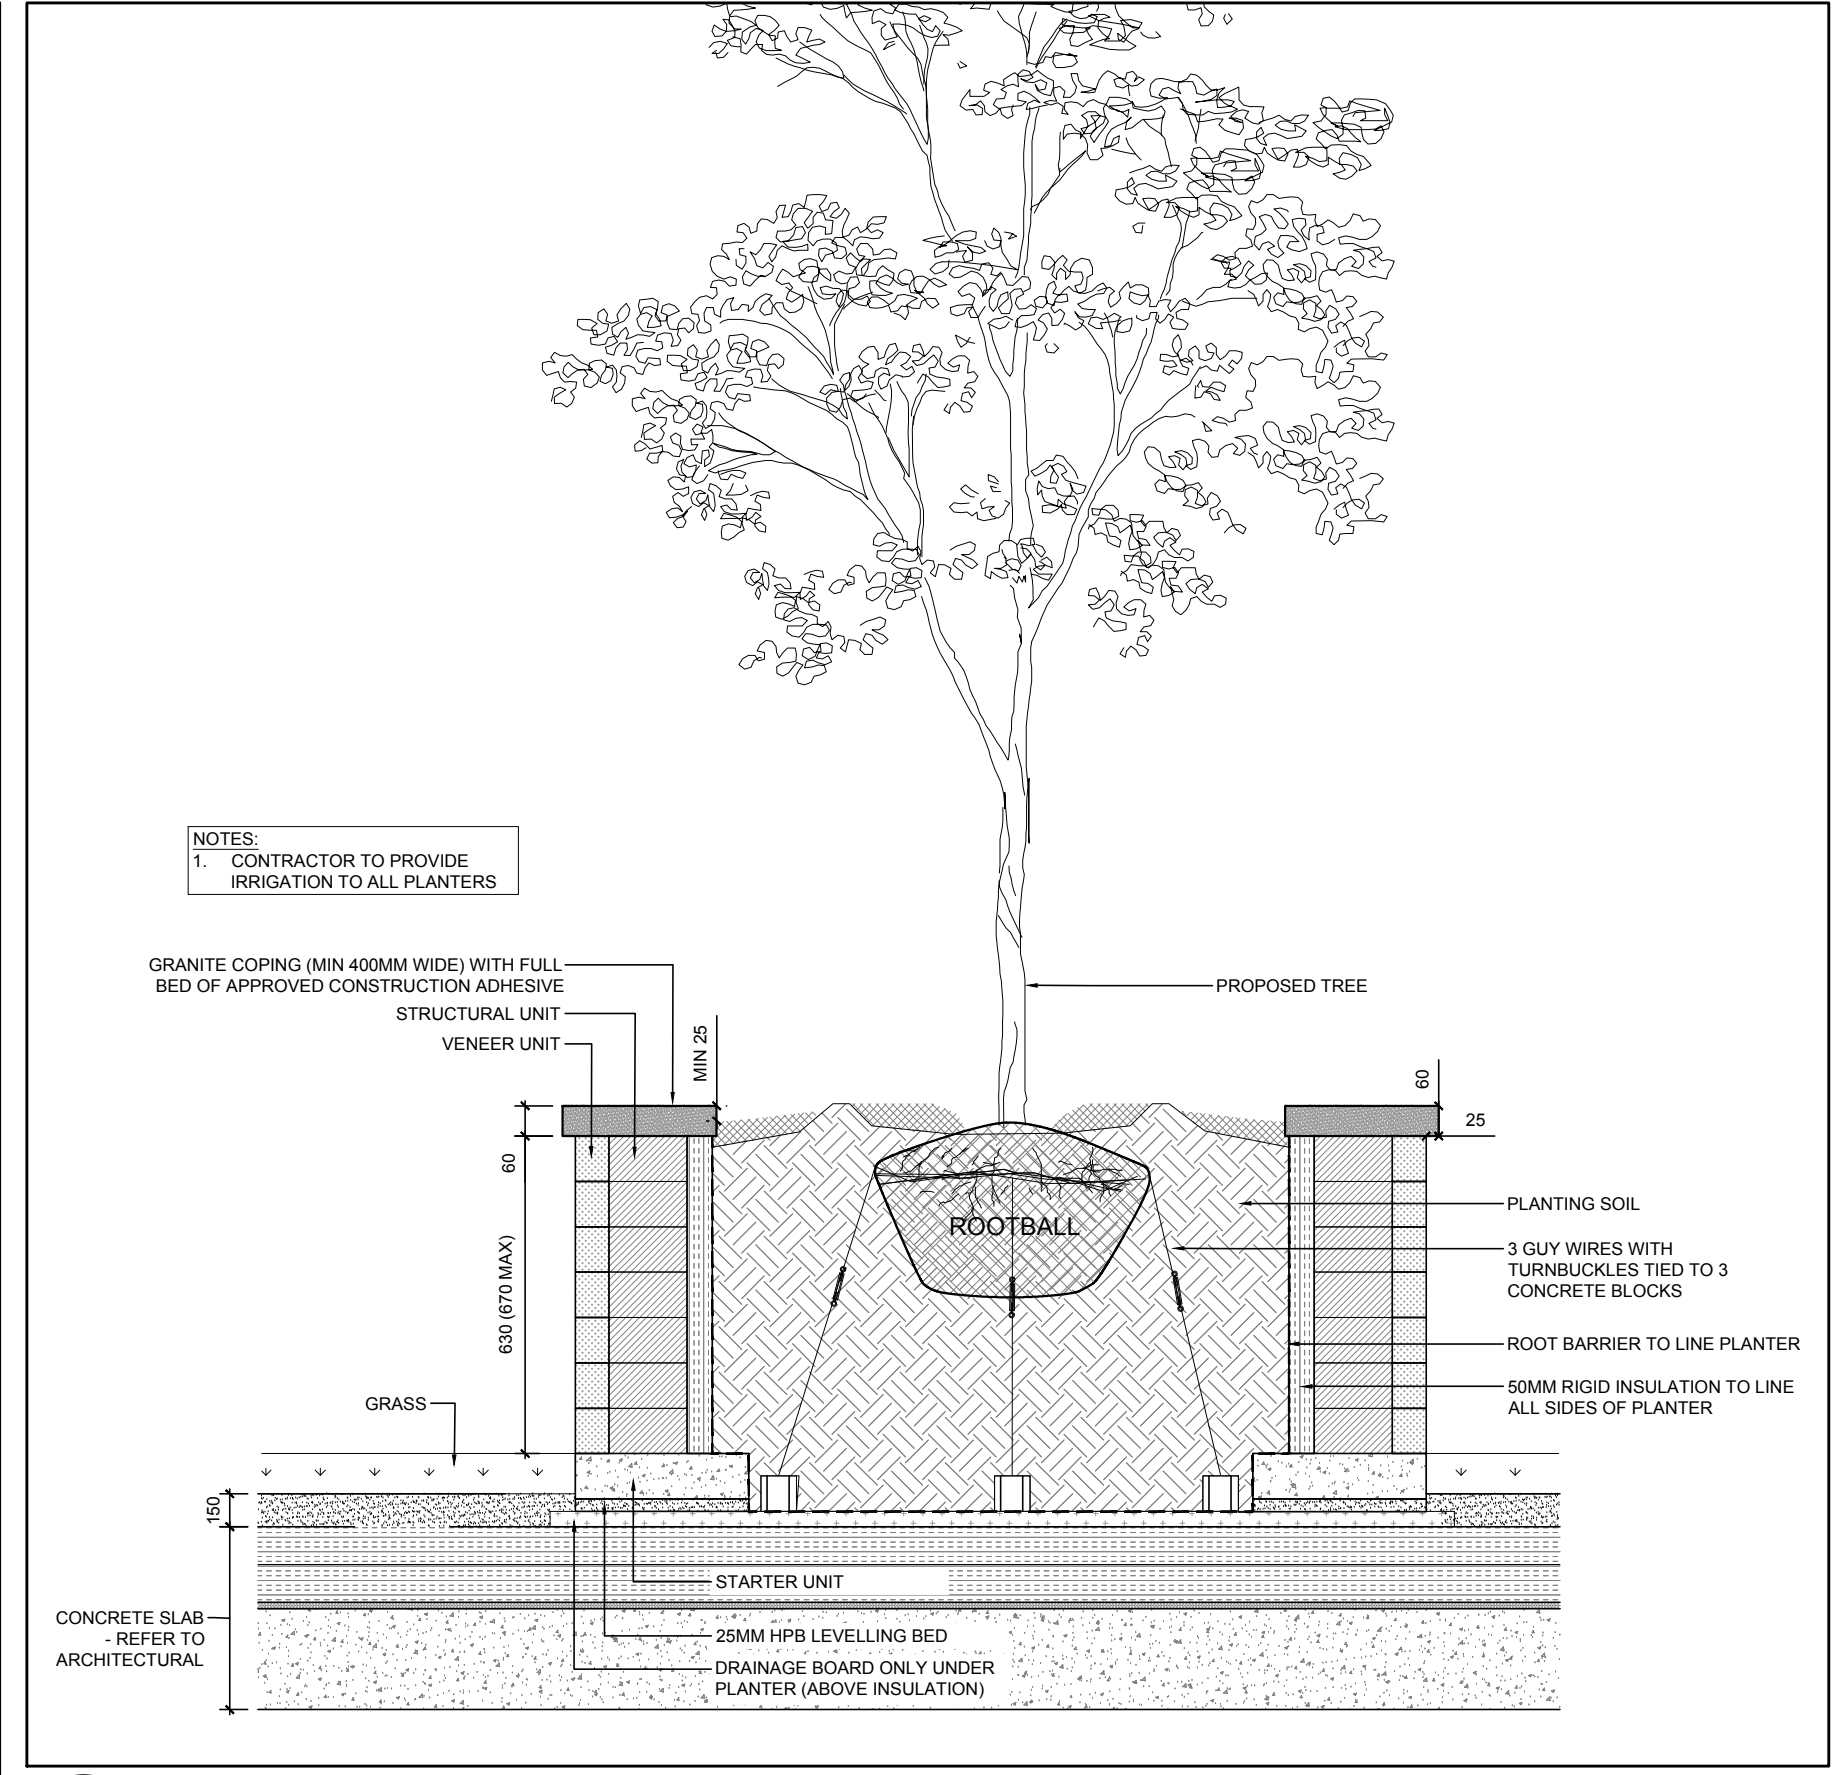 NOTES:
1. CONTRACTOR TO PROVIDE
IRRIGATION TO ALL PLANTERS
GRANITE COPING (MIN 400MM WIDE) WITH FULL
BED OF APPROVED CONSTRUCTION ADHESIVE
STRUCTURAL UNIT
VENEER UNIT
MIN 25
PROPOSED TREE
60
25
60
630 (670 MAX)
ROOTBALL
PLANTING SOIL
3 GUY WIRES WITH
TURNBUCKLES TIED TO 3
CONCRETE BLOCKS
ROOT BARRIER TO LINE PLANTER
50MM RIGID INSULATION TO LINE
ALL SIDES OF PLANTER
GRASS
150
STARTER UNIT
CONCRETE SLAB
- REFER TO
ARCHITECTURAL
25MM HPB LEVELLING BED
DRAINAGE BOARD ONLY UNDER
PLANTER (ABOVE INSULATION)